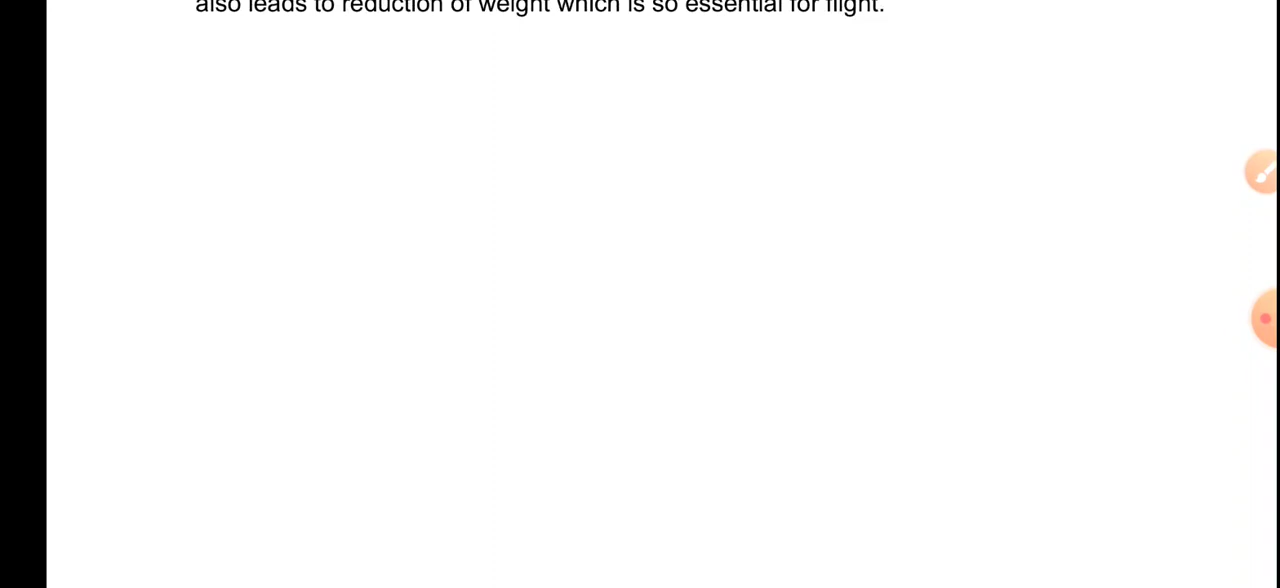 also leads to reduction of weight which is so essential for flight.